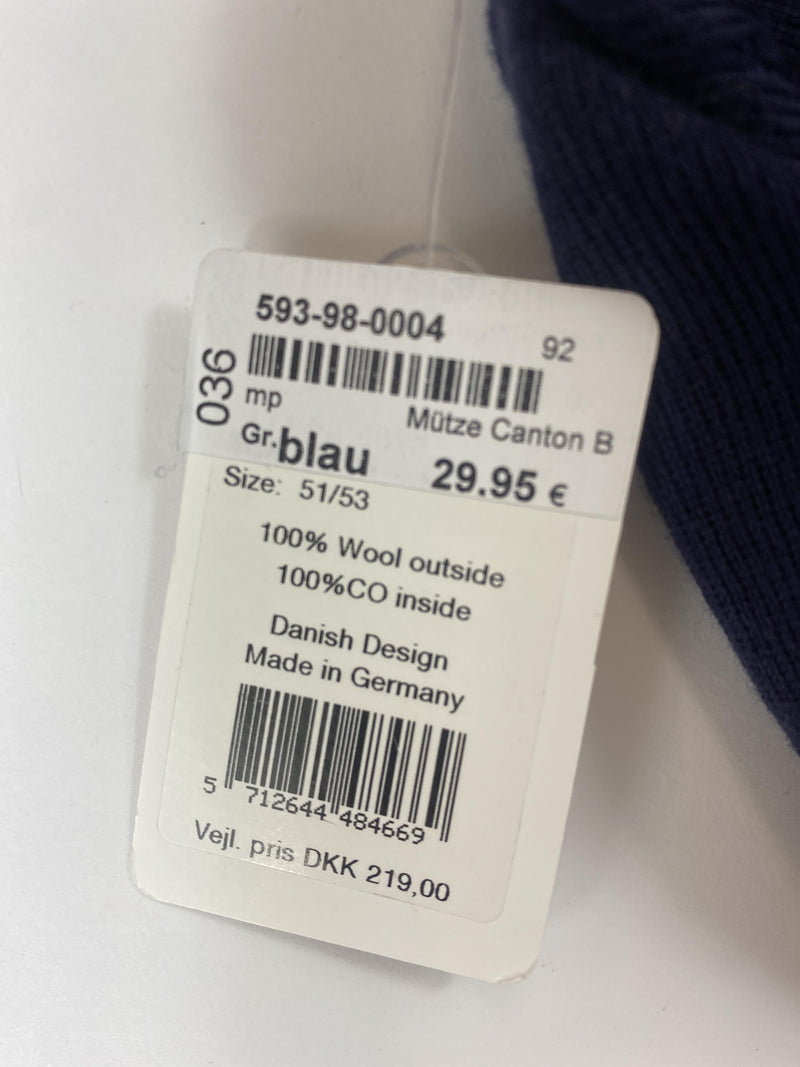 593-98-0004
92
036
mp
Mütze Canton B
Gr.blau 29.95 €
Size: 51/53
100% Wool outside
100%CO inside
Danish Design
Made in Germany
5 712644 484669
Vejl. pris DKK 219,00